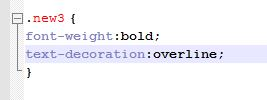 .new3 {
font-weight:bold;
text-decoration:overline;
}